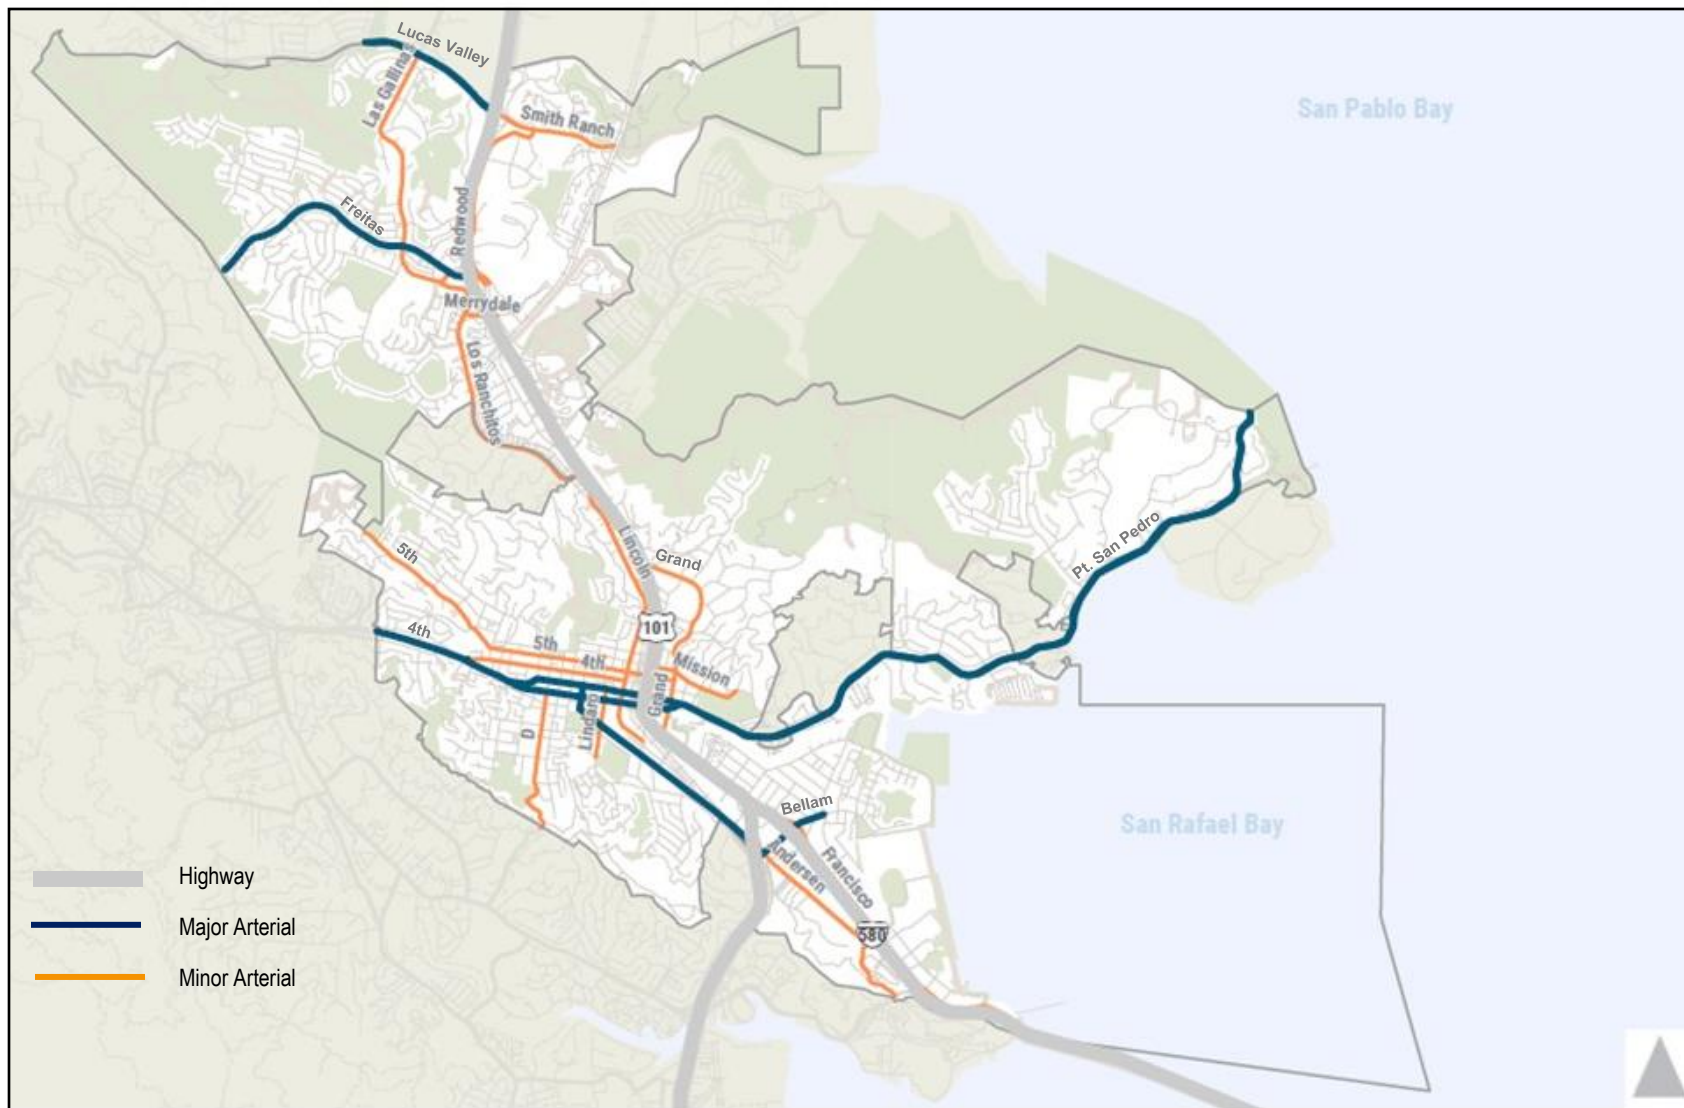 Lucas Valley
Las Gallinas
Smith Ranch
San Pablo Bay
Redwood
Freitas
Merrydale
Los Ranchitos
Lincoln
Grand
5th
Pt. San Pedro
101
4th
5th
4th
Mission
Grand
Lindaro
D
Bellam
San Rafael Bay
Andersen
Francisco
580
Highway
Major Arterial
Minor Arterial